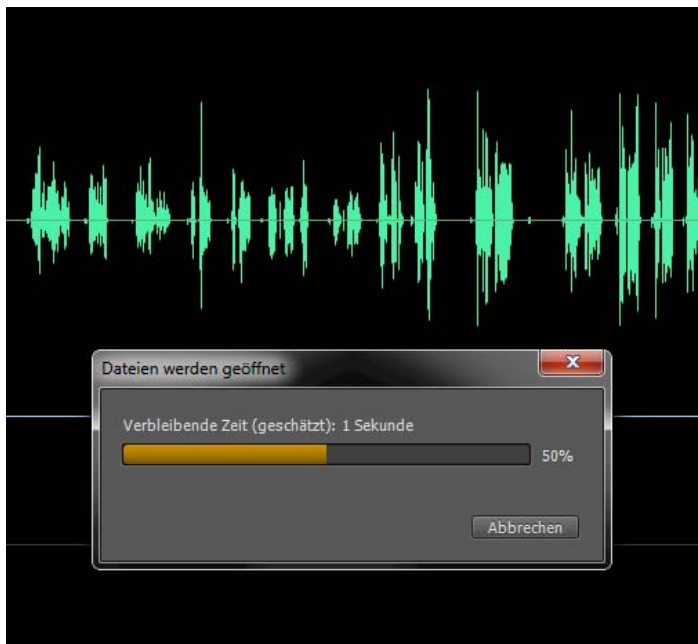 Dateien werden geöffnet
Verbleibende Zeit (geschätzt): 1 Sekunde
50%
Abbrechen